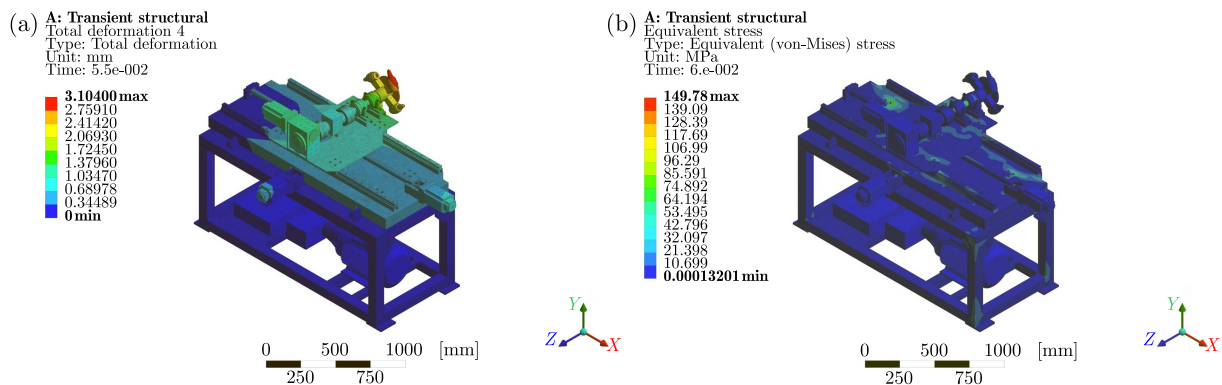 (a)
A: Transient structural
Total deformation 4
Type: Total deformation
Unit: mm
Time: 5.5e-002
3.10400 max
2.75910
2.41420
2.06930
1.72450
1.37960
1.03470
0.68978
0.34489
0 min
Y
Z
X
0 500 1000 [mm]
250 750
(b)
A: Transient structural
Equivalent stress
Type: Equivalent (von-Mises) stress
Unit: MPa
Time: 6.e-002
149.78 max
139.09
128.39
117.69
106.99
96.29
85.591
74.892
64.194
53.495
42.796
32.097
21.398
10.699
0.00013201 min
Y
Z
X
0 500 1000 [mm]
250 750